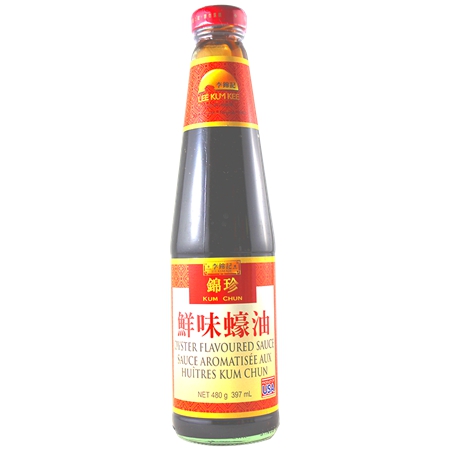 李錦記
LEE KUM KEE
李錦記
錦珍
KUM CHUN
鮮味蠔油
OYSTER FLAVOURED SAUCE
SAUCE AROMATISÉE AUX
HUÎTRES KUM CHUN
NET 480 g 397 mL
USA